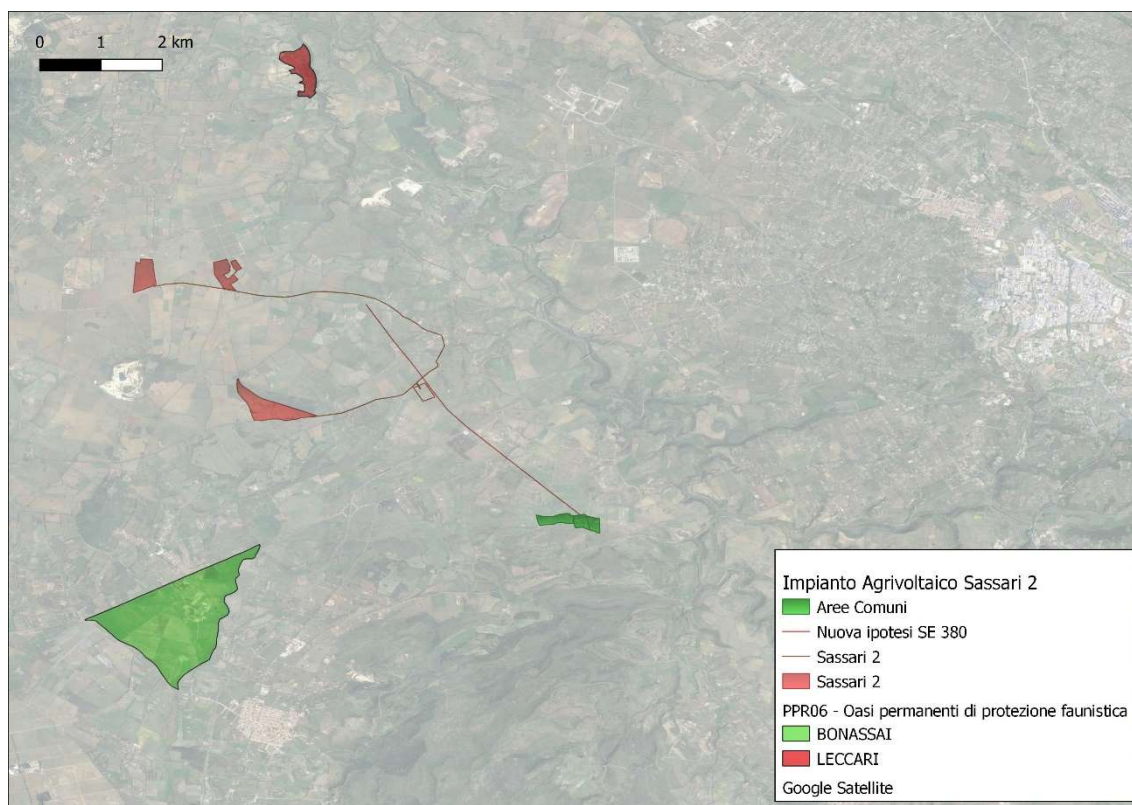 0 1 2 km
Impianto Agrivoltaico Sassari 2
Aree Comuni
Nuova ipotesi SE 380
Sassari 2
Sassari 2
PPR06 - Oasi permanenti di protezione faunistica
BONASSAI
LECCARI
Google Satellite